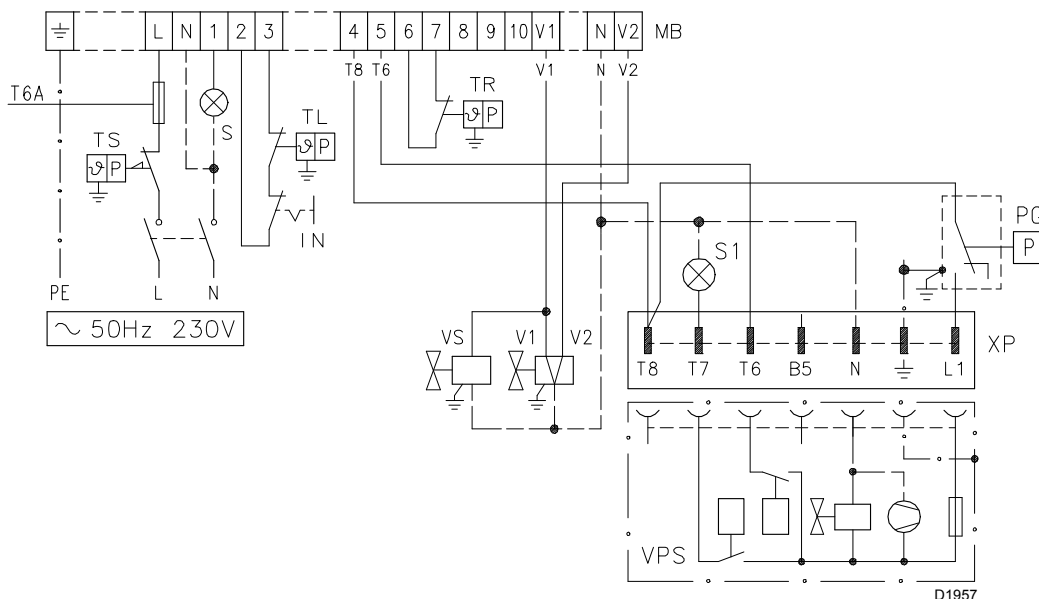 L N 1 2 3 4 5 6 7 8 9 10 V1 N V2 MB
T8 T6 V1 N V2
T6A
TR
S
TL
TS
ϑ P
ϑ P
ϑ P
IN
PG
P
S1
PE L N
~ 50Hz 230V
VS V1 V2
XP
T8 T7 T6 B5 N L1
VPS
D1957